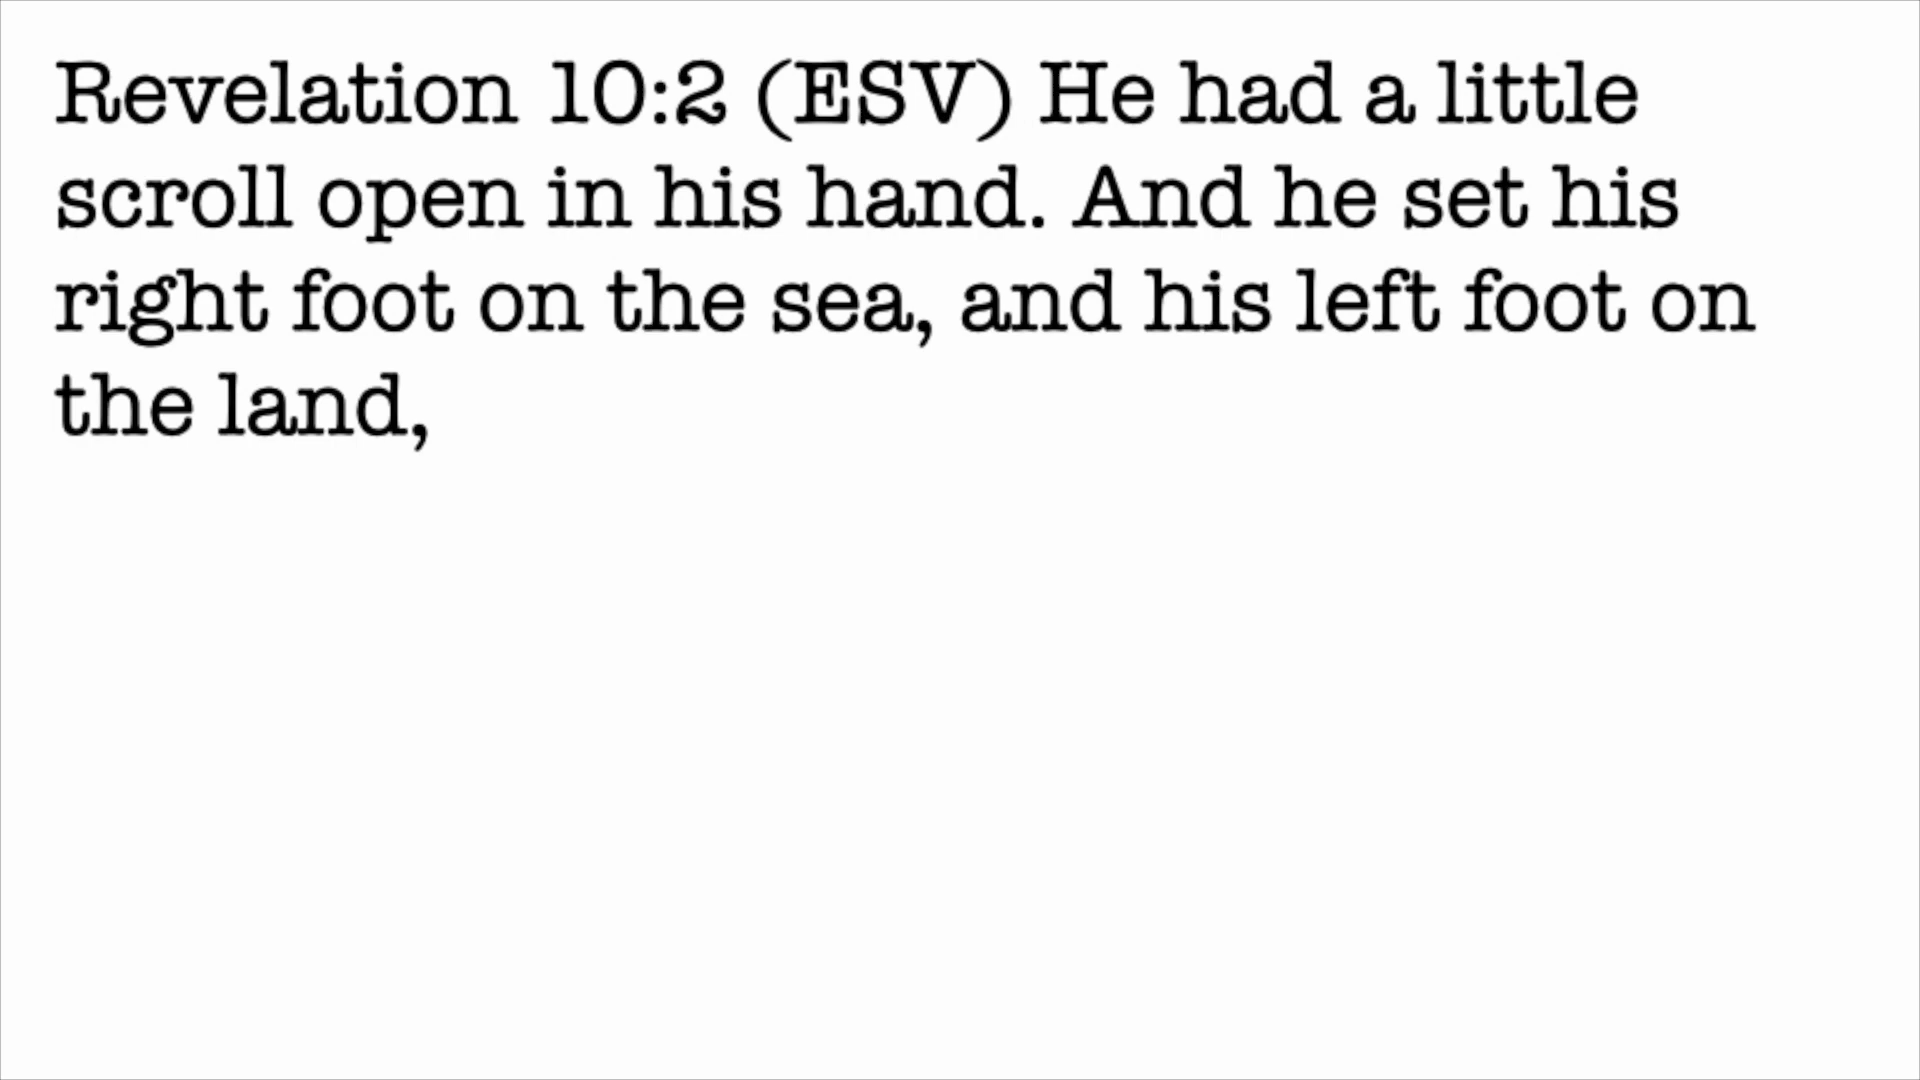 Revelation 10:2 (ESV) He had a little
scroll open in his hand. And he set his
right foot on the sea, and his left foot on
the land,